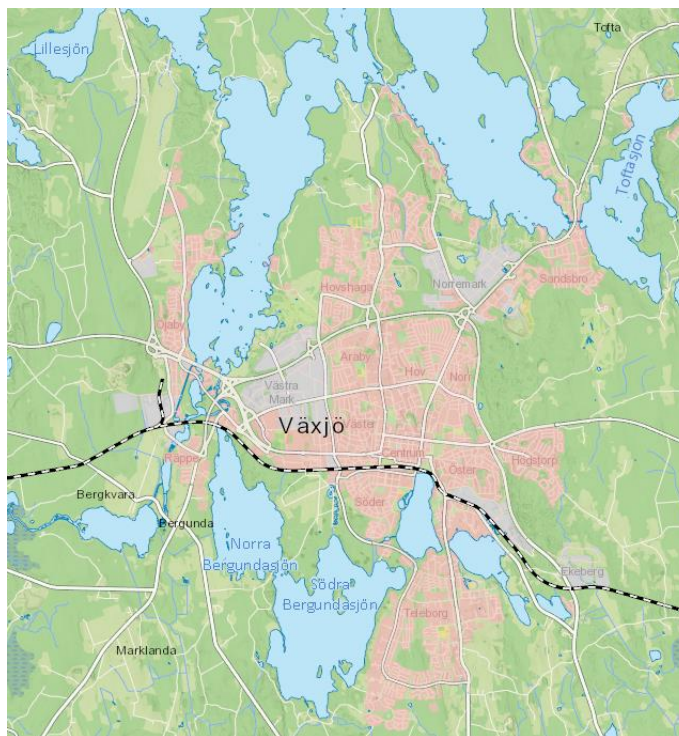 Tofta
Lillesjön
Toftasjön
Sandsbro
Norremark
Hovshaga
Öjaby
Araby
Hov
Norr
Västra
Mark
Växjö
Väster
Centrum
Öster
Högstorp
Räppe
Bergkvara
Söder
Bergunda
Norra
Bergundasjön
Södra
Bergundasjön
Ekeberg
Teleborg
Marklanda